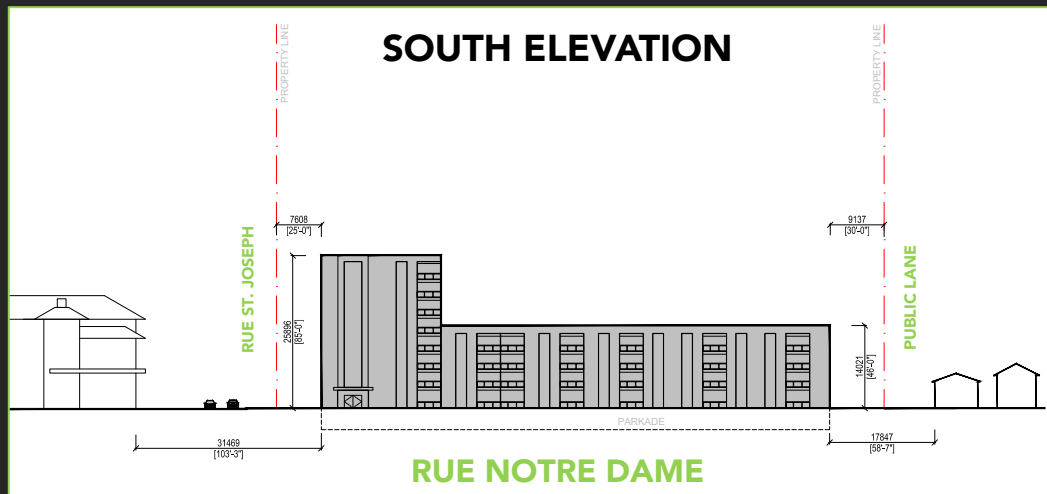 SOUTH ELEVATION
PROPERTY LINE
PROPERTY LINE
7608
[25'-0"]
9137
[30'-0"]
RUE ST. JOSEPH
25896
[85'-0]
PUBLIC LANE
14021
[46'-0"]
PARKADE
31469
[103'-3"]
17847
[58'-7"]
RUE NOTRE DAME